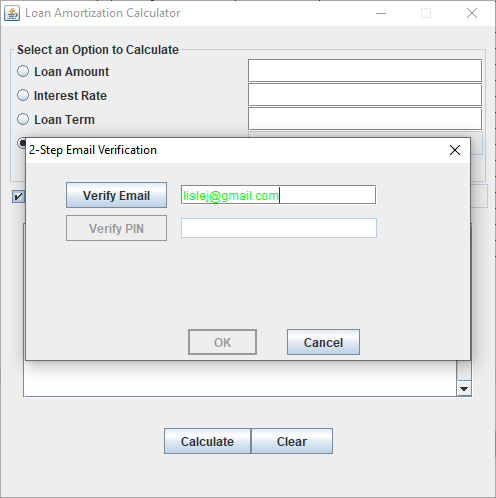 Loan Amortization Calculator
Select an Option to Calculate
Loan Amount
Interest Rate
Loan Term
2-Step Email Verification
Verify Email lislej@gmail.com
Verify PIN
OK Cancel
Calculate Clear